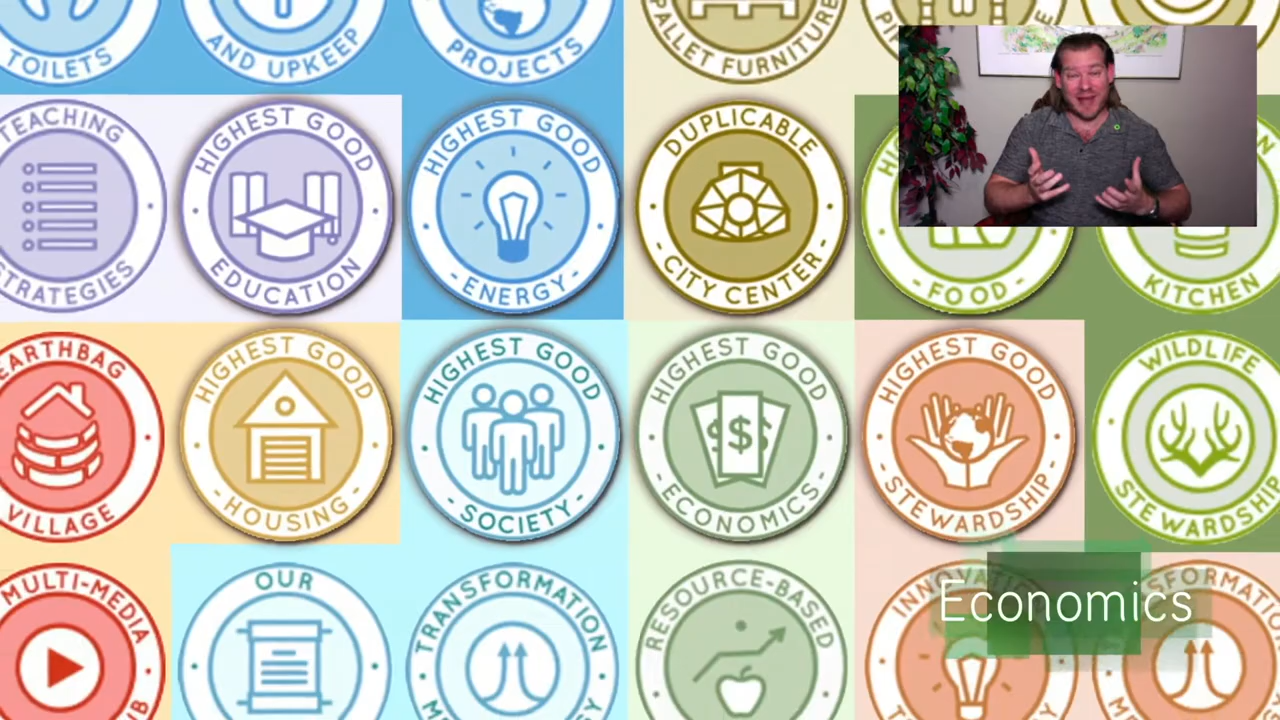 TOILETS
AND UPKEEP
PROJECTS
PALLET FURNITURE
TEACHING
STRATEGIES
HIGHEST GOOD
EDUCATION
HIGHEST GOOD
ENERGY
DUPLICABLE
CITY CENTER
FOOD
KITCHEN
EARTHBAG
VILLAGE
HIGHEST GOOD
HOUSING
HIGHEST GOOD
SOCIETY
HIGHEST GOOD
$ $ $
ECONOMICS
HIGHEST GOOD
STEWARDSHIP
WILDLIFE
STEWARDSHIP
MULTI-MEDIA
OUR
TRANSFORMATION
RESOURCE-BASED
Economics